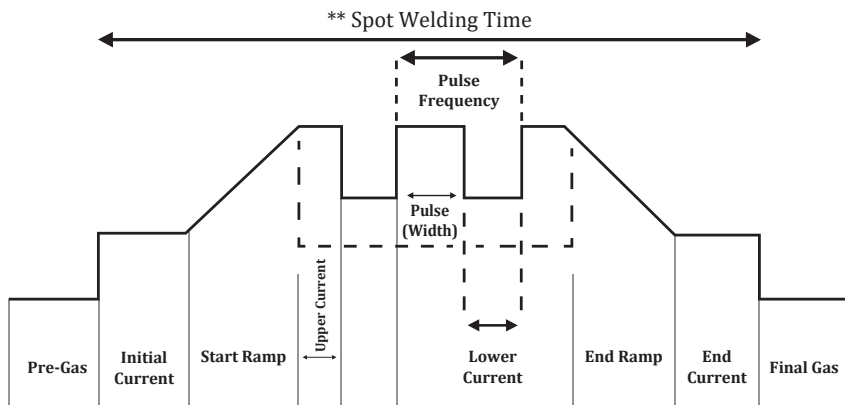 ** Spot Welding Time
Pulse
Frequency
Pulse
(Width)
Upper Current
Pre-Gas
Initial
Current
Start Ramp
Lower
Current
End Ramp
End
Current
Final Gas